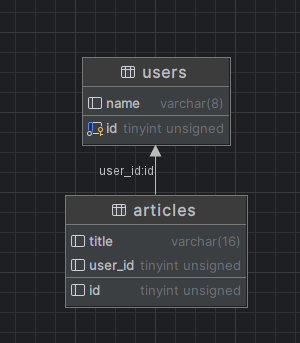 users
name varchar(8)
id tinyint unsigned
user_id:id
articles
title varchar(16)
user_id tinyint unsigned
id tinyint unsigned